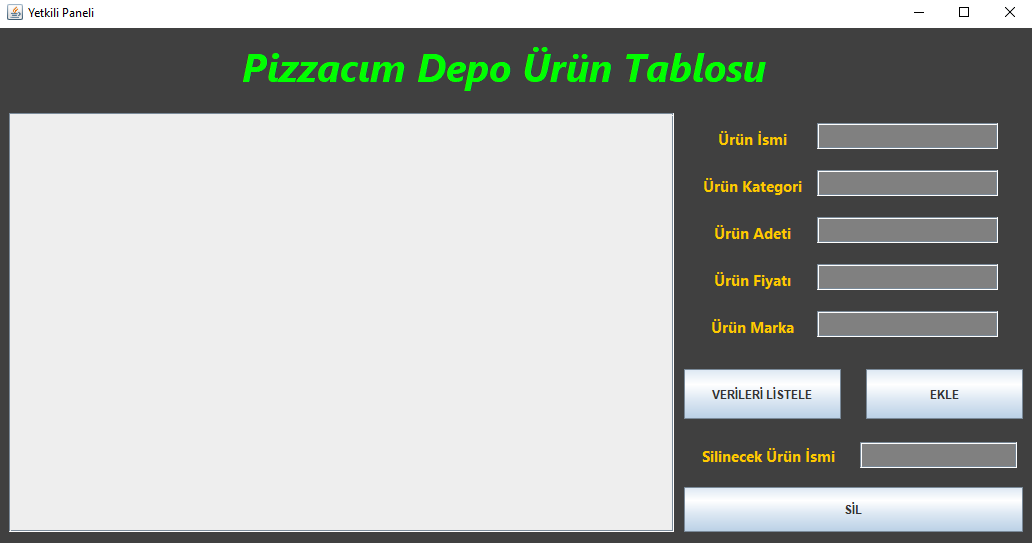 Yetkili Paneli
Pizzacım Depo Ürün Tablosu
Ürün İsmi
Ürün Kategori
Ürün Adeti
Ürün Fiyatı
Ürün Marka
VERİLERİ LİSTELE
EKLE
Silinecek Ürün İsmi
SİL